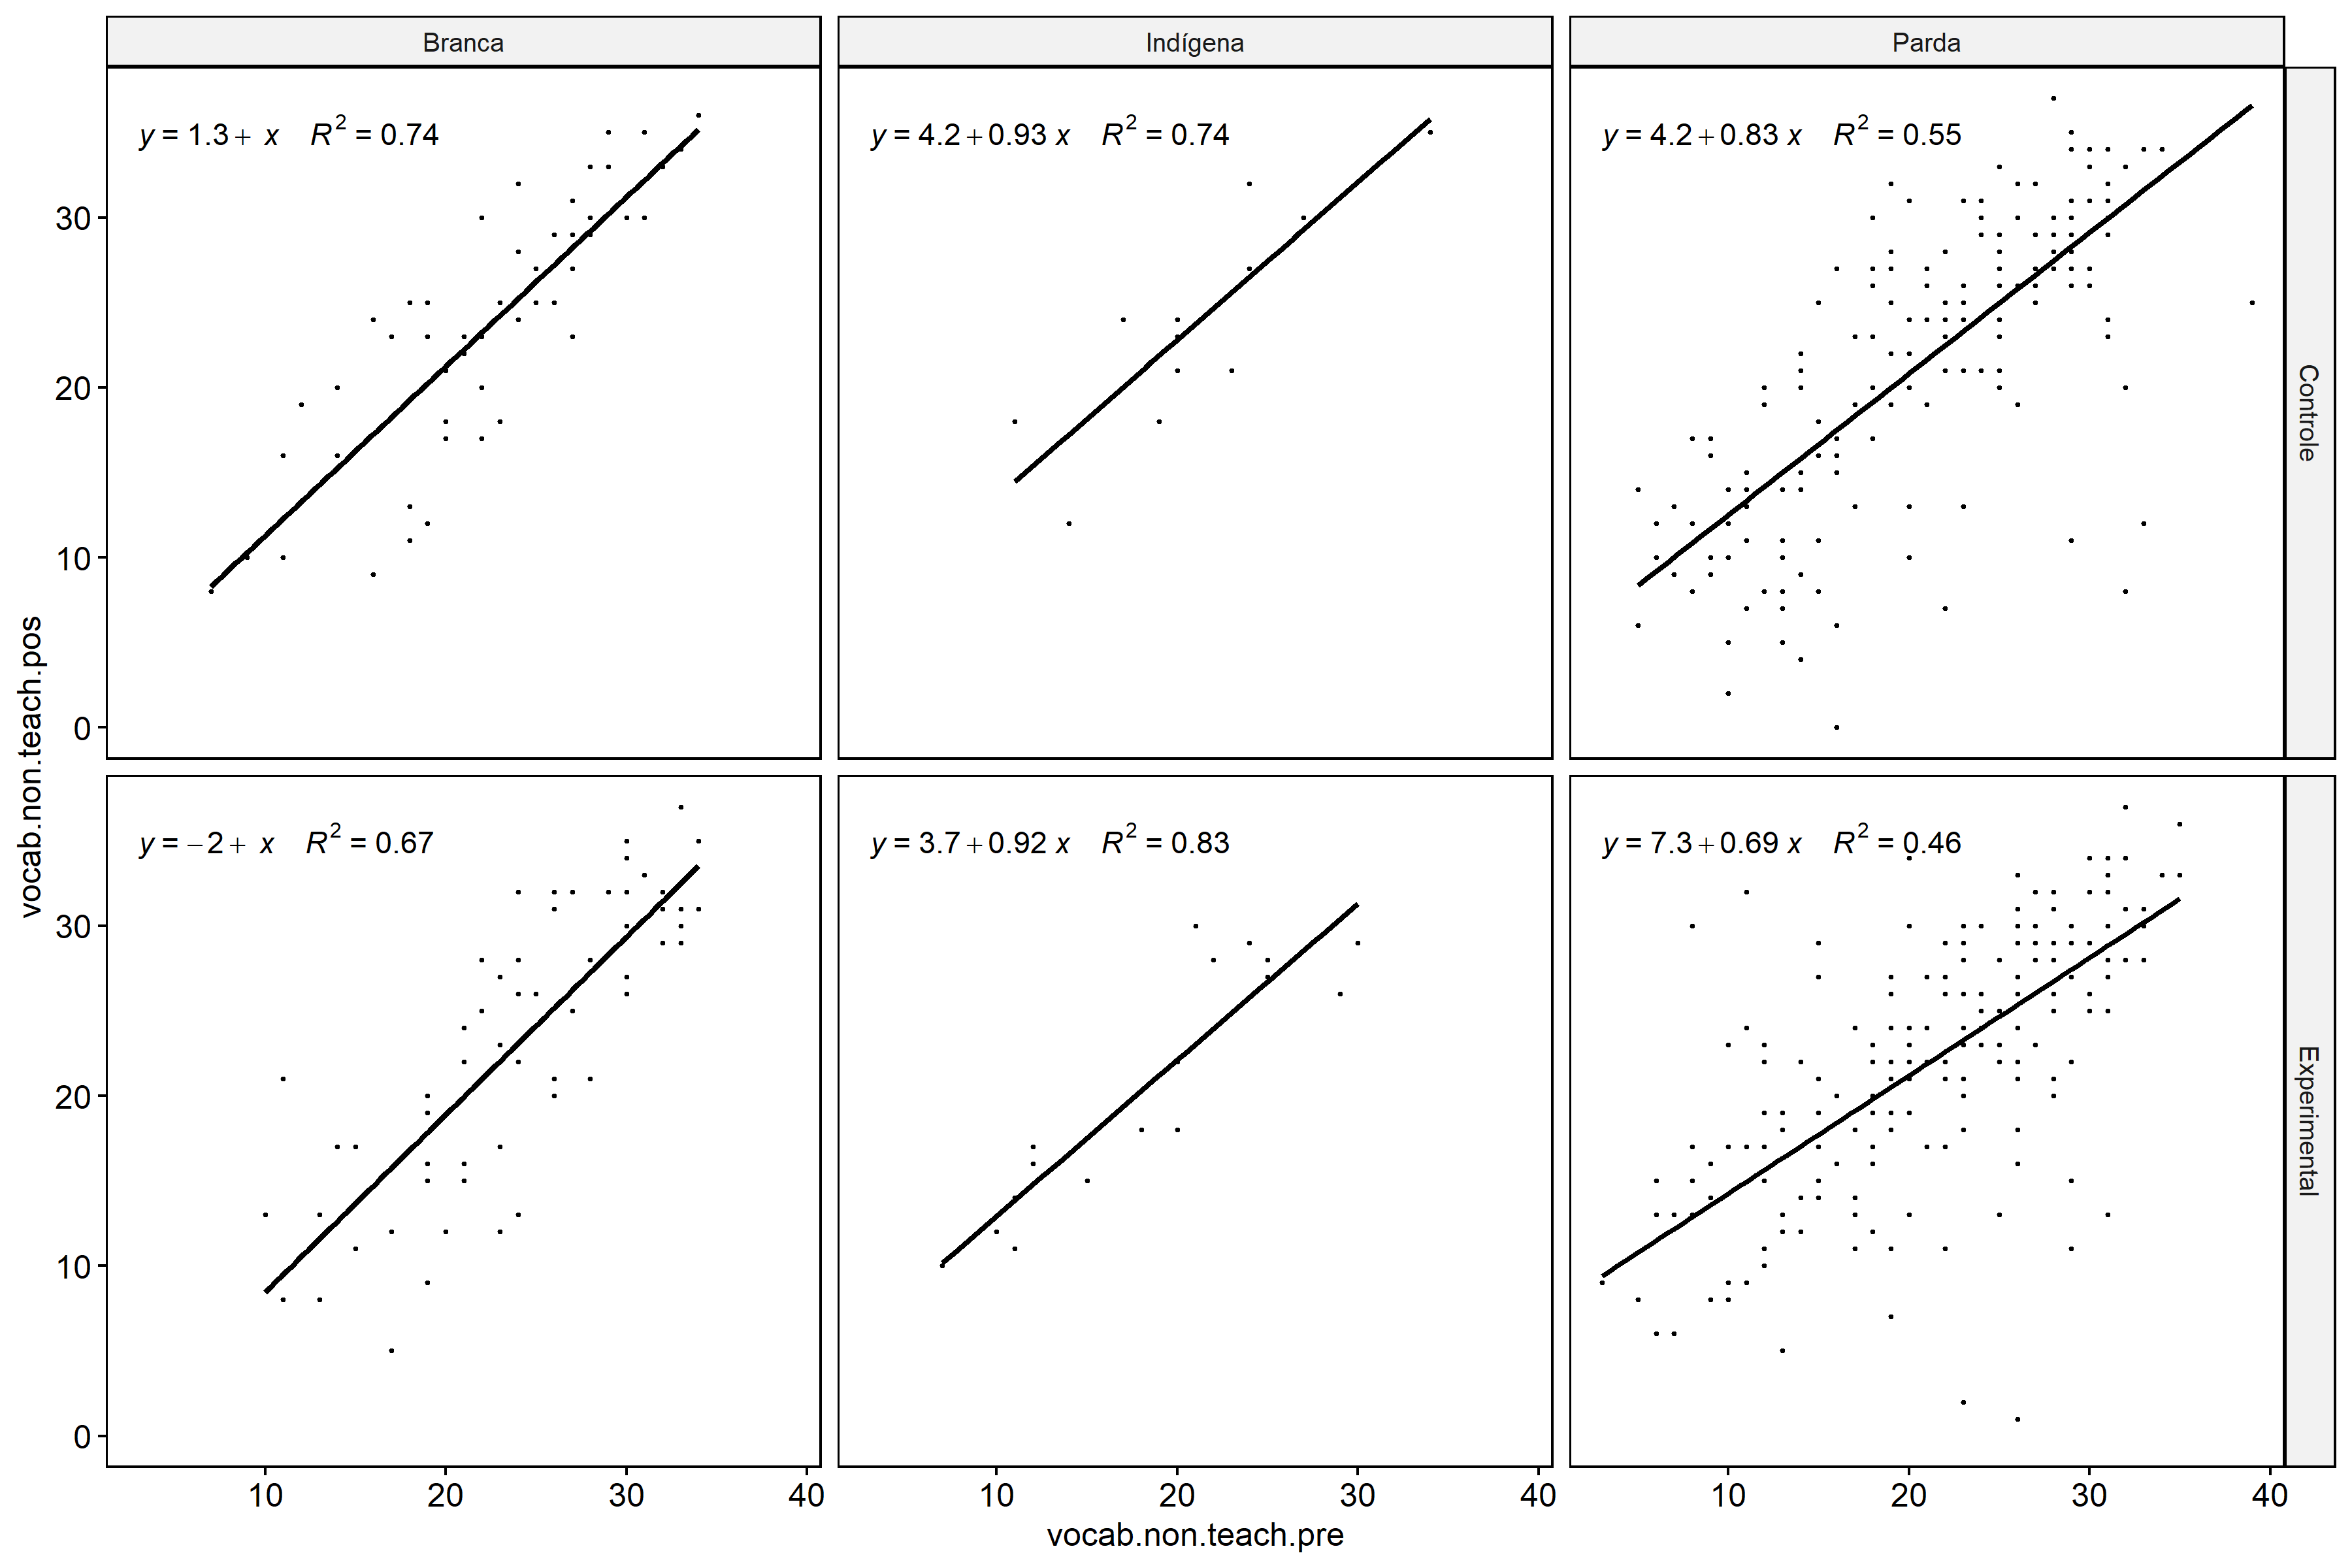 Branca
Indígena
Parda
y = 1.3 + x R² = 0.74
y = 4.2 + 0.93 x R² = 0.74
y = 4.2 + 0.83 x R² = 0.55
Controle
30
20
10
0
vocab.non.teach.pos
y = −2 + x R² = 0.67
y = 3.7 + 0.92 x R² = 0.83
y = 7.3 + 0.69 x R² = 0.46
Experimental
30
20
10
0
10 20 30 40
10 20 30 40
10 20 30 40
vocab.non.teach.pre